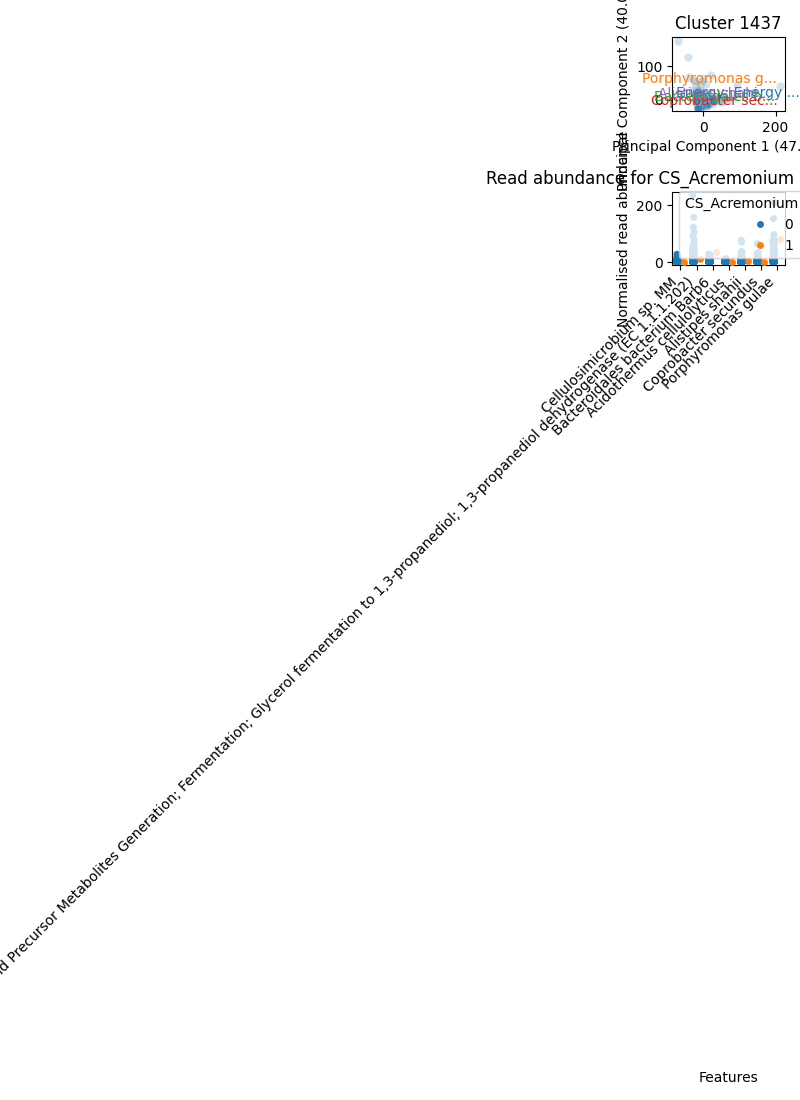 Cluster 1437
Principal Component 2 (40.
100
0
Porphyromonas g...
Energy; Energy ...
Coprobacter sec...
0
200
Principal Component 1 (47.
Read abundance for CS_Acremonium
Normalised read abundance
200
0
CS_Acremonium
0
1
Cellulosimicrobium sp. MM
Precursor Metabolites Generation; Fermentation; Glycerol fermentation to 1,3-propanediol; 1,3-propanediol dehydrogenase (EC 1.1.1.202)
Bacteroidales bacterium Barb6
Acidothermus cellulolyticus
Alistipes shahii
Coprobacter secundus
Porphyromonas gulae
Features